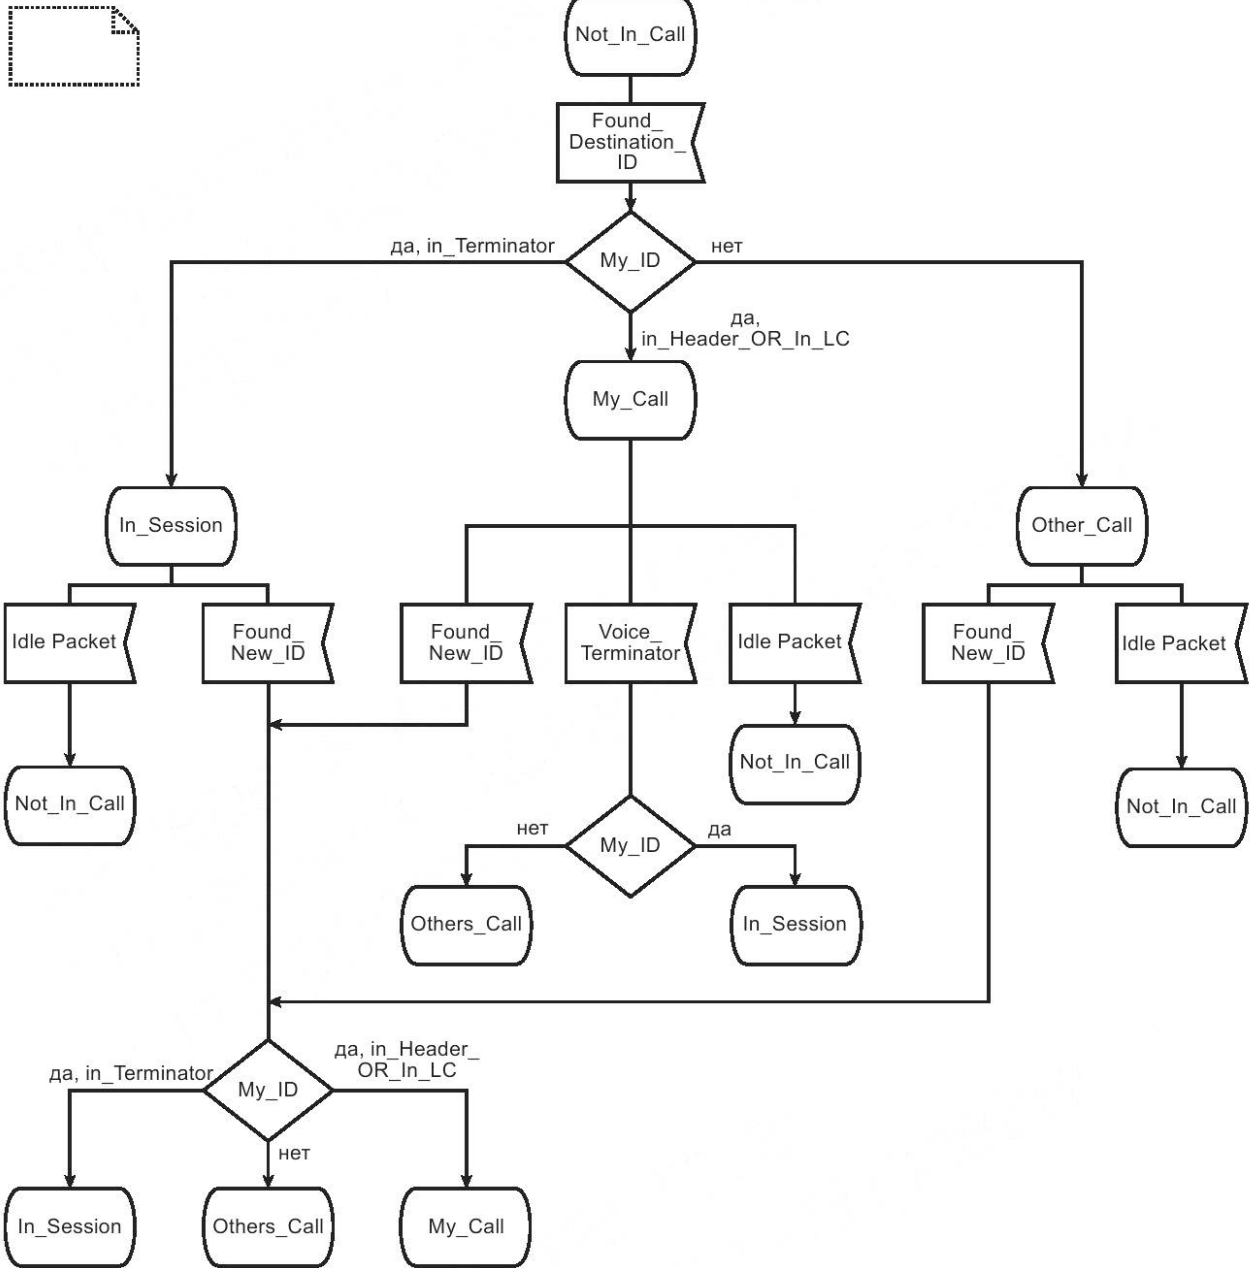 Not_In_Call
Found_
Destination_
ID
да, in_Terminator
My_ID
нет
да,
in_Header_OR_In_LC
My_Call
In_Session
Other_Call
Idle Packet
Found_
New_ID
Found_
New_ID
Voice_
Terminator
Idle Packet
Found_
New_ID
Idle Packet
Not_In_Call
Not_In_Call
Not_In_Call
нет
My_ID
да
Others_Call
In_Session
да, in_Terminator
My_ID
да, in_Header_
OR_In_LC
нет
In_Session
Others_Call
My_Call